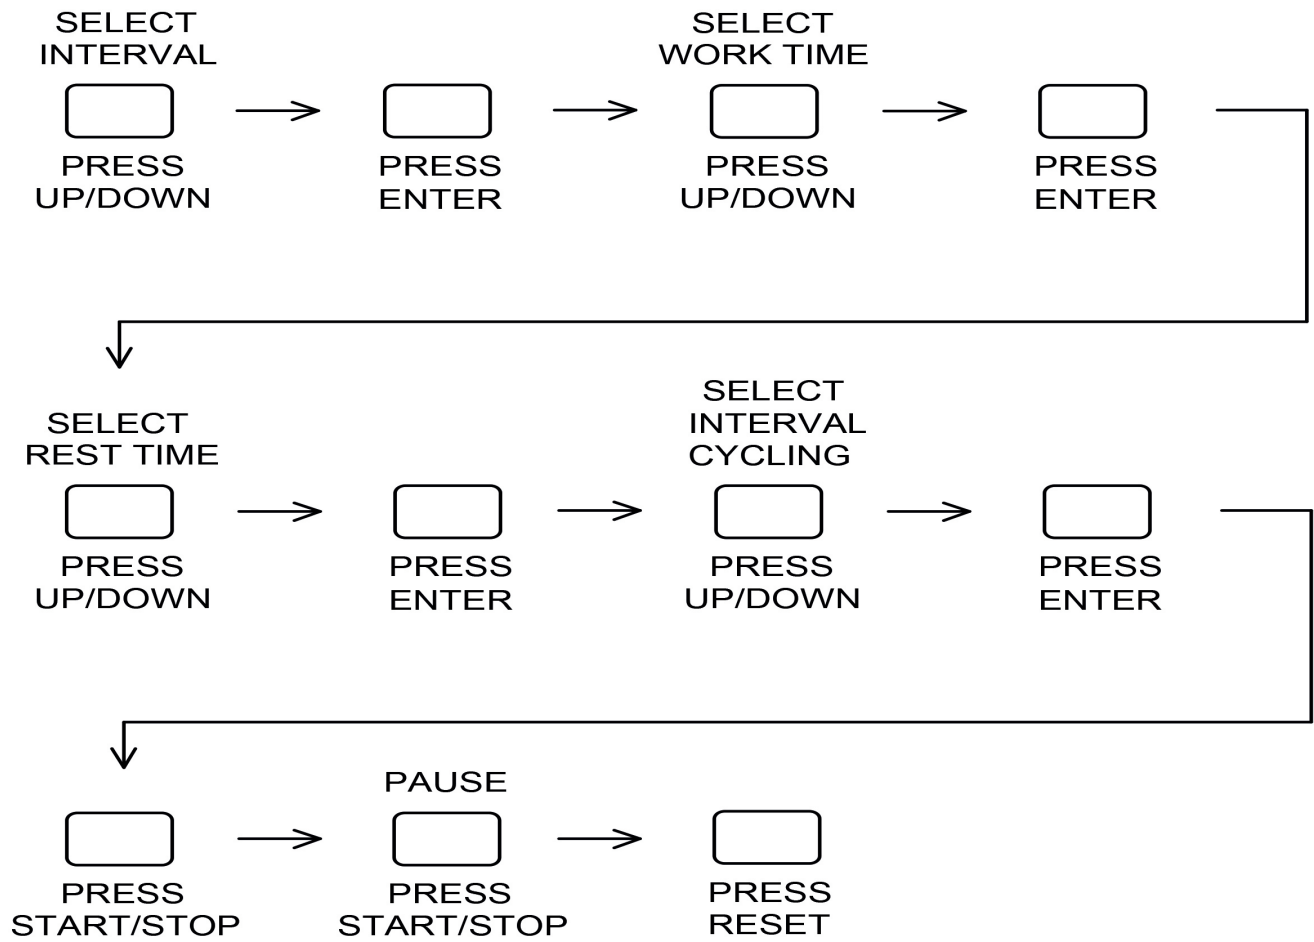 SELECT
INTERVAL
PRESS
UP/DOWN
PRESS
ENTER
SELECT
WORK TIME
PRESS
UP/DOWN
PRESS
ENTER
SELECT
REST TIME
PRESS
UP/DOWN
PRESS
ENTER
SELECT
INTERVAL
CYCLING
PRESS
UP/DOWN
PRESS
ENTER
PRESS
START/STOP
PAUSE
PRESS
START/STOP
PRESS
RESET